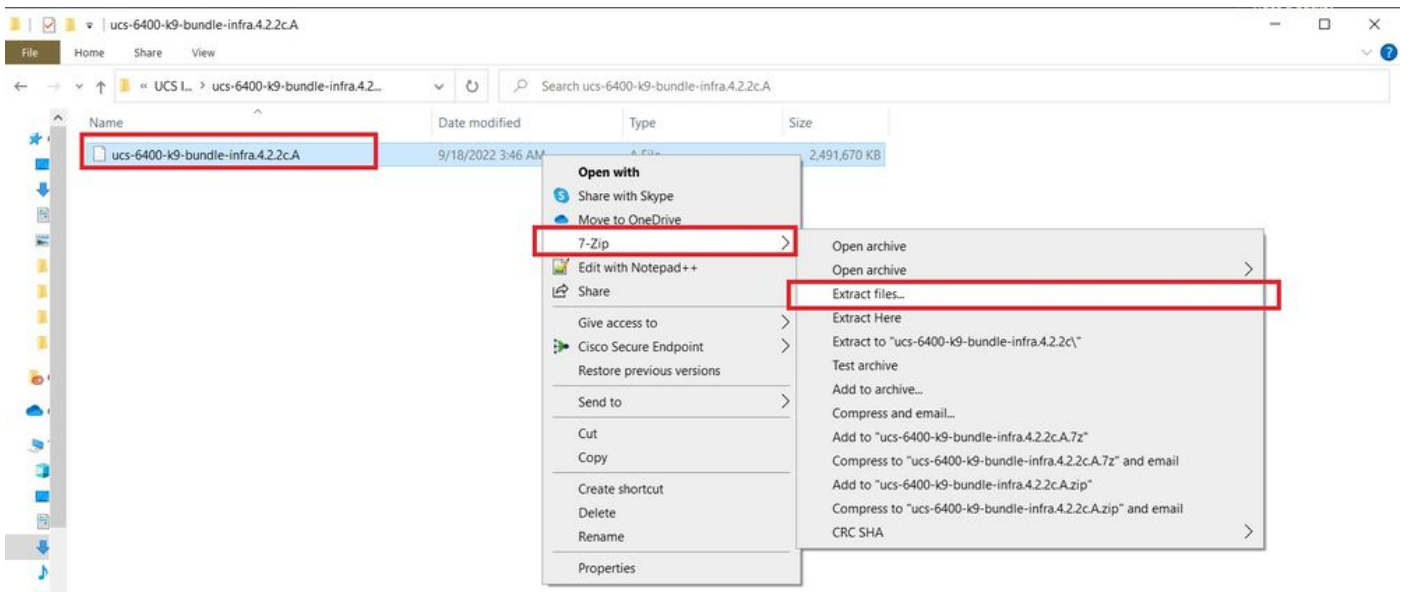 ucs-6400-k9-bundle-infra.4.2.2c.A
File Home Share View
« UCS I... > ucs-6400-k9-bundle-infra.4.2... Search ucs-6400-k9-bundle-infra.4.2.2c.A
Name Date modified Type Size
ucs-6400-k9-bundle-infra.4.2.2c.A 9/18/2022 3:46 AM A File 2,491,670 KB
Open with
Share with Skype
Move to OneDrive
7-Zip
Edit with Notepad++
Share
Give access to
Cisco Secure Endpoint
Restore previous versions
Send to
Cut
Copy
Create shortcut
Delete
Rename
Properties
Open archive
Open archive
Extract files...
Extract Here
Extract to "ucs-6400-k9-bundle-infra.4.2.2c\"
Test archive
Add to archive...
Compress and email...
Add to "ucs-6400-k9-bundle-infra.4.2.2c.A.7z"
Compress to "ucs-6400-k9-bundle-infra.4.2.2c.A.7z" and email
Add to "ucs-6400-k9-bundle-infra.4.2.2c.A.zip"
Compress to "ucs-6400-k9-bundle-infra.4.2.2c.A.zip" and email
CRC SHA